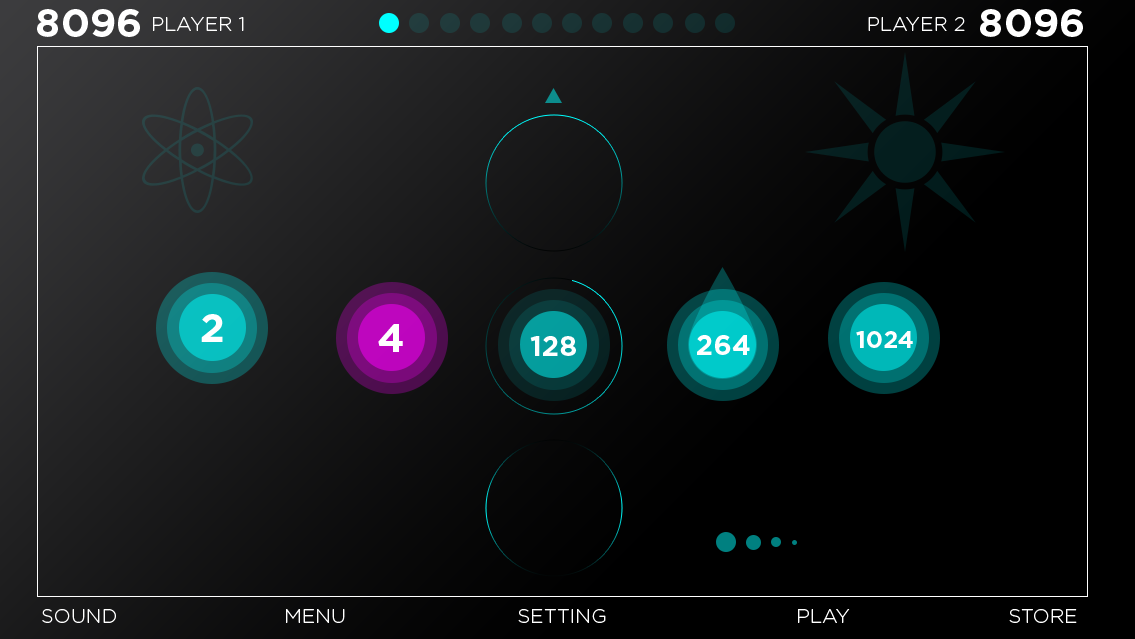 8096 PLAYER 1
PLAYER 2 8096
2
4
128
264
1024
SOUND
MENU
SETTING
PLAY
STORE